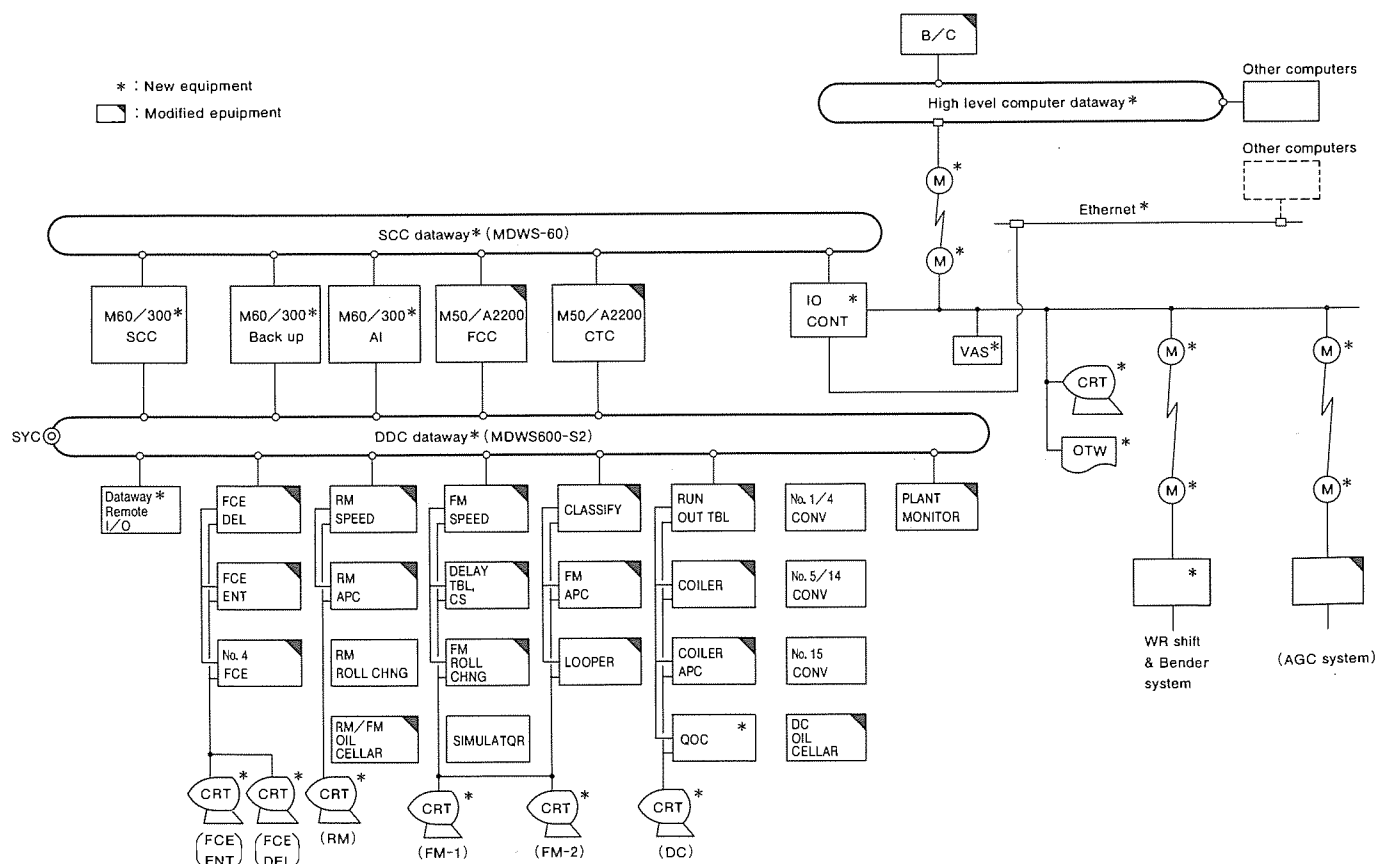 B/C
* : New equipment
: Modified epuipment
High level computer dataway*
Other computers
Other computers
M *
Ethernet*
SCC dataway* (MDWS-60)
M *
M60/300*
SCC
M60/300*
Back up
M60/300*
AI
M50/A2200
FCC
M50/A2200
CTC
IO *
CONT
VAS*
M *
M *
CRT *
SYC
DDC dataway* (MDWS600-S2)
OTW *
M *
M *
Dataway*
Remote
I/O
FCE
DEL
RM
SPEED
FM
SPEED
CLASSIFY
RUN
OUT TBL
No. 1/4
CONV
PLANT
MONITOR
FCE
ENT
RM
APC
DELAY
TBL,
CS
FM
APC
COILER
No. 5/14
CONV
*
No. 4
FCE
RM
ROLL CHNG
FM
ROLL
CHNG
LOOPER
COILER
APC
No. 15
CONV
WR shift
& Bender
system
(AGC system)
RM/FM
OIL
CELLAR
SIMULATQR
QOC *
DC
OIL
CELLAR
CRT *
CRT *
CRT *
CRT *
CRT *
CRT *
(FCE
ENT)
(FCE
DEL)
(RM)
(FM-1)
(FM-2)
(DC)